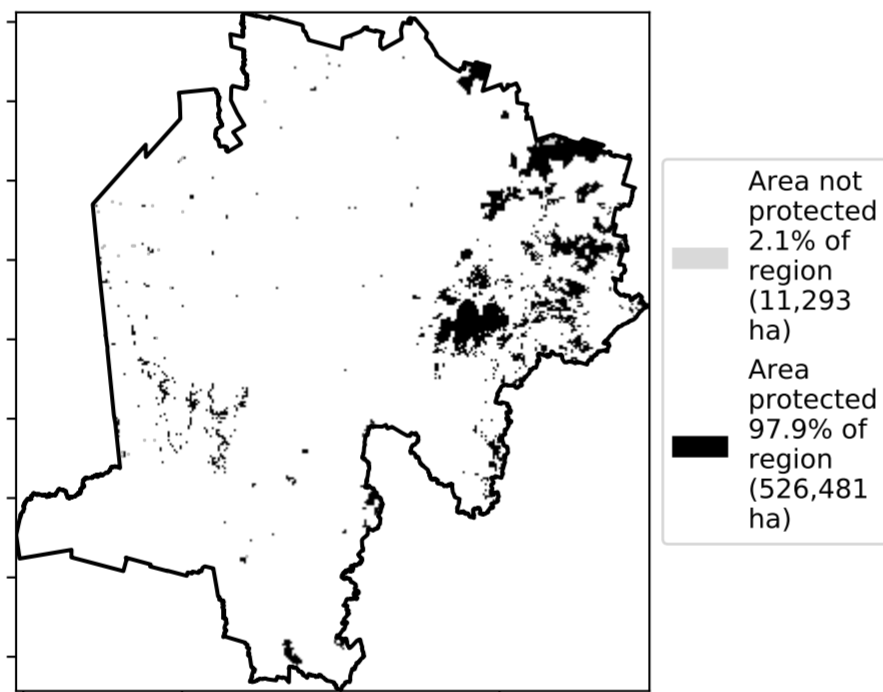 Area not
protected
2.1% of
region
(11,293
ha)
Area
protected
97.9% of
region
(526,481
ha)